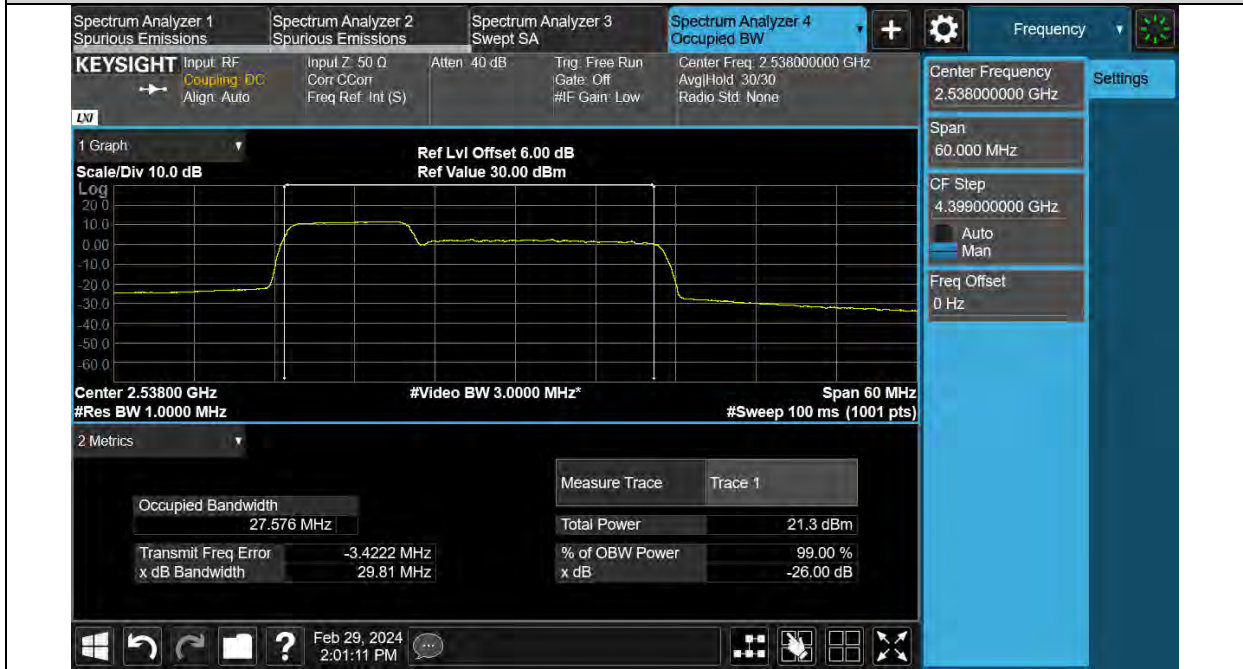 Spectrum Analyzer 1
Spurious Emissions
Spectrum Analyzer 2
Spurious Emissions
Spectrum Analyzer 3
Swept SA
Spectrum Analyzer 4
Occupied BW
+
Frequency
KEYSIGHT
Input: RF
Coupling: DC
Align: Auto
Input Z: 50 Ω
Corr CCorr
Freq Ref: Int (S)
Atten: 40 dB
Trig: Free Run
Gate: Off
#IF Gain: Low
Center Freq: 2.538000000 GHz
Avg|Hold: 30/30
Radio Std: None
LXI
Center Frequency
2.538000000 GHz
Settings
Span
60.000 MHz
CF Step
4.399000000 GHz
Auto
Man
Freq Offset
0 Hz
1 Graph
Scale/Div 10.0 dB
Ref Lvl Offset 6.00 dB
Ref Value 30.00 dBm
Log
20.0
10.0
0.00
-10.0
-20.0
-30.0
-40.0
-50.0
-60.0
Center 2.53800 GHz
#Video BW 3.0000 MHz*
Span 60 MHz
#Res BW 1.0000 MHz
#Sweep 100 ms (1001 pts)
2 Metrics
Measure Trace
Trace 1
Occupied Bandwidth
27.576 MHz
Total Power
21.3 dBm
Transmit Freq Error
-3.4222 MHz
% of OBW Power
99.00 %
x dB Bandwidth
29.81 MHz
x dB
-26.00 dB
?
Feb 29, 2024
2:01:11 PM